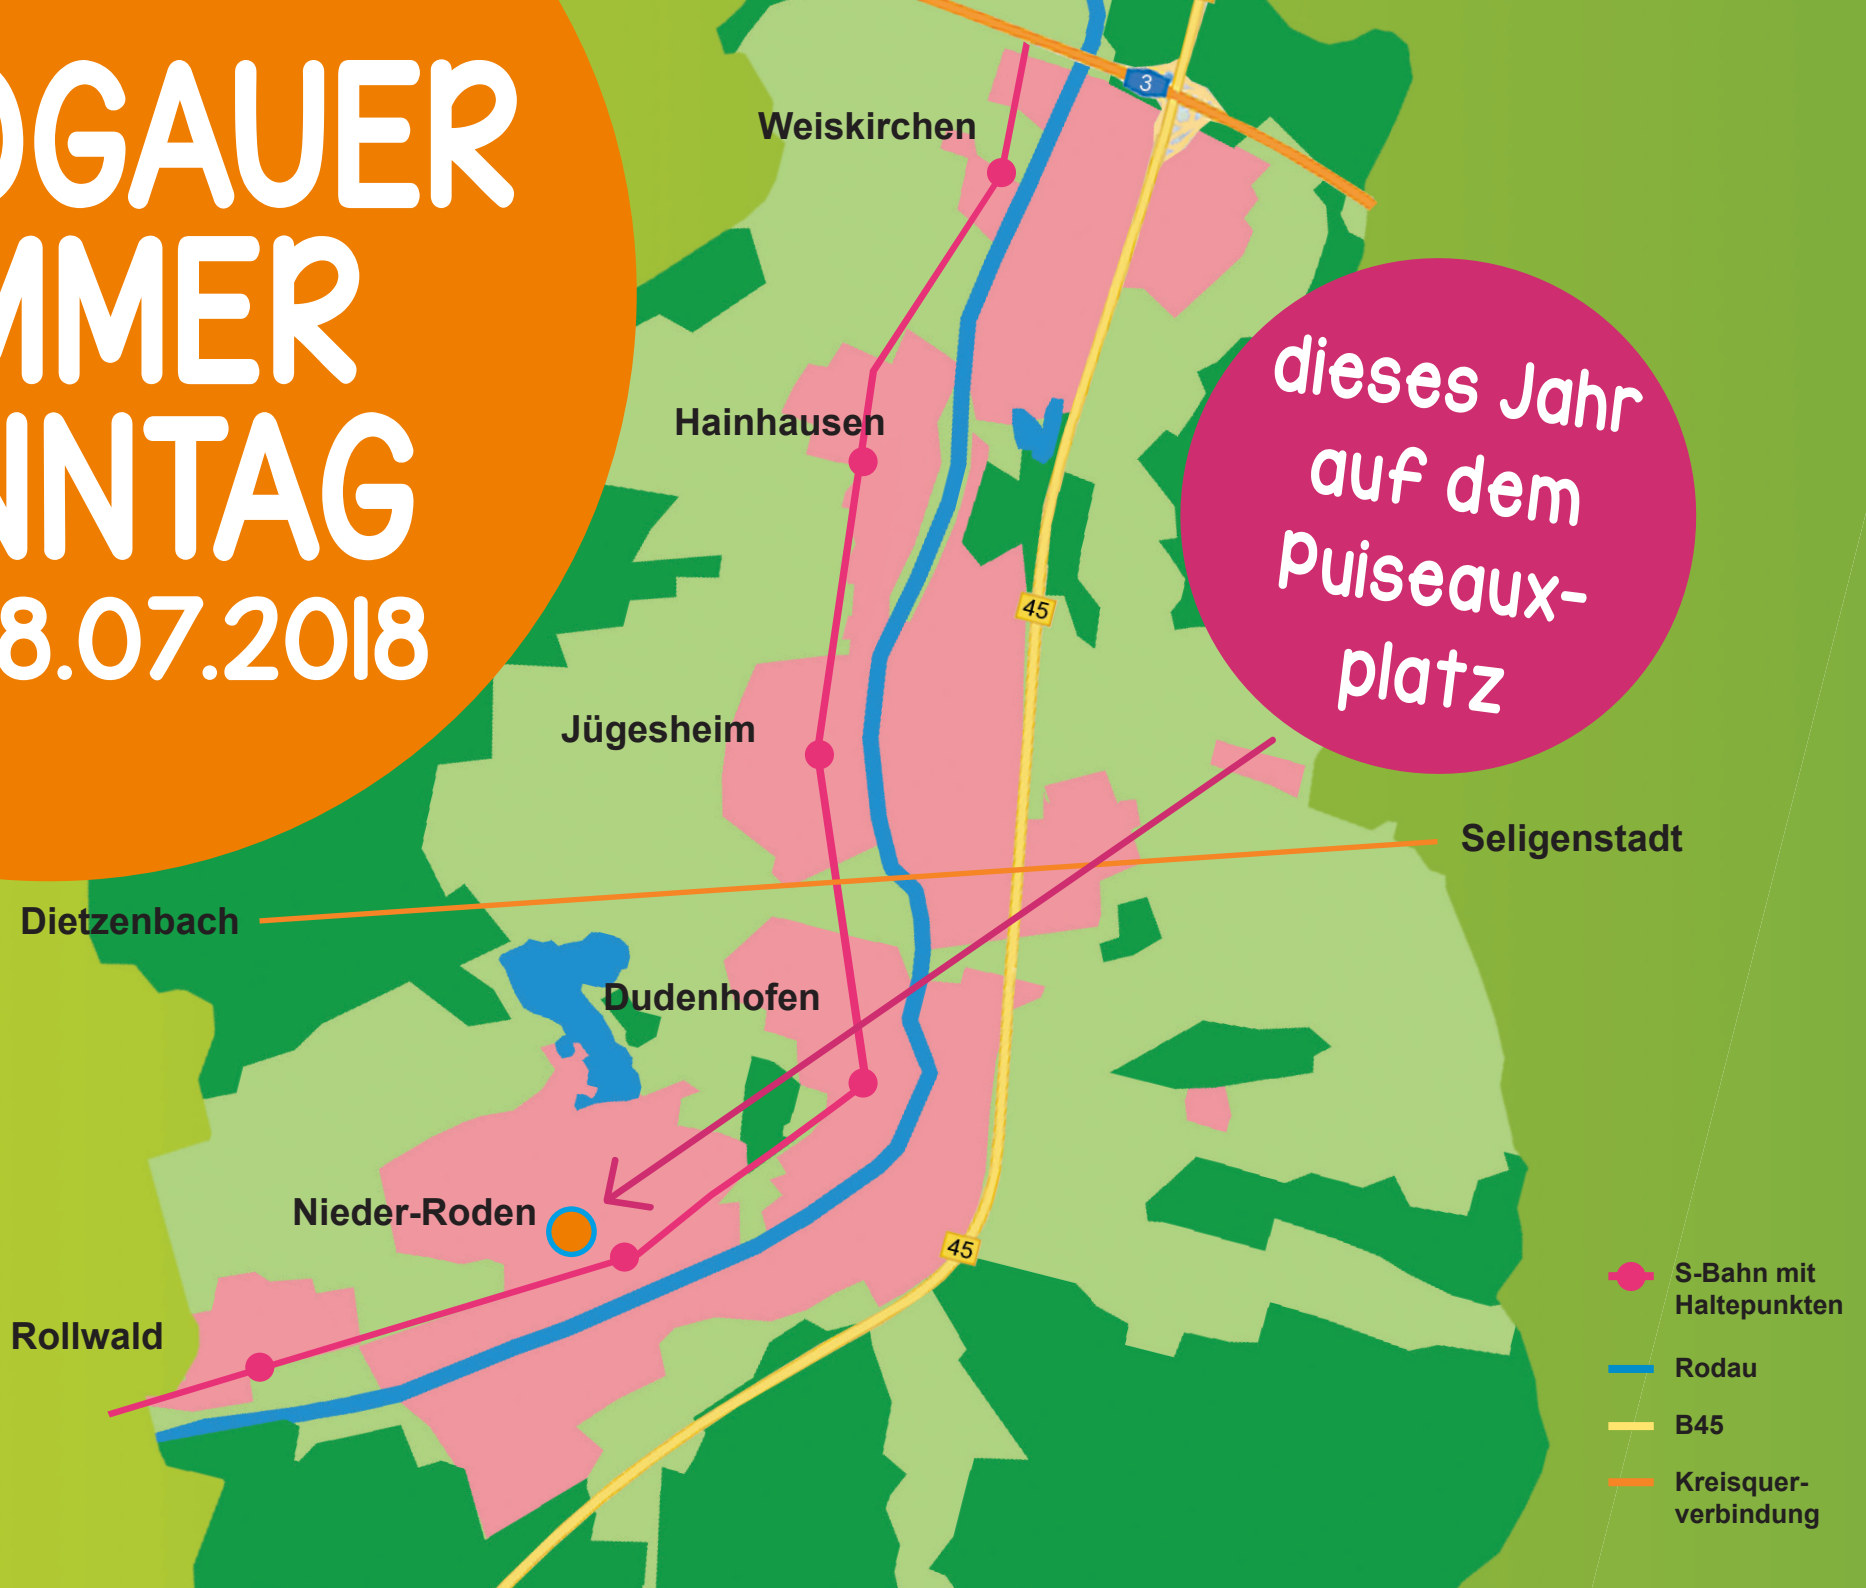 DGAUER
MMER
NNTAG
8.07.2018
3
Weiskirchen
dieses Jahr
auf dem
Puiseaux-
platz
Hainhausen
45
Jügesheim
Seligenstadt
Dietzenbach
Dudenhofen
Nieder-Roden
45
Rollwald
S-Bahn mit
Haltepunkten
Rodau
B45
Kreisquer-
verbindung